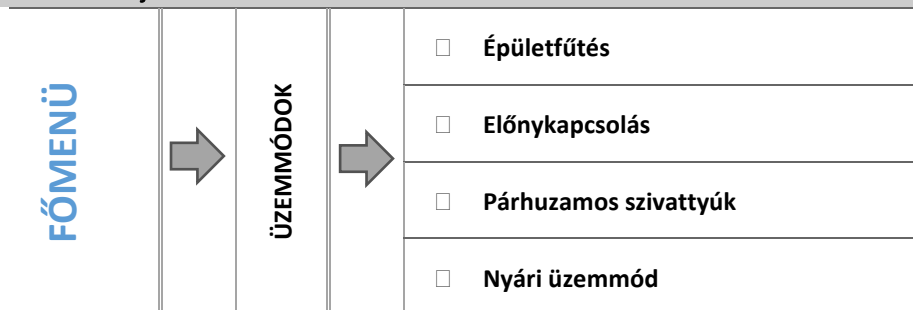 FŐMENÜ
ÜZEMMÓDOK
Épületfűtés
Előnykapcsolás
Párhuzamos szivattyúk
Nyári üzemmód